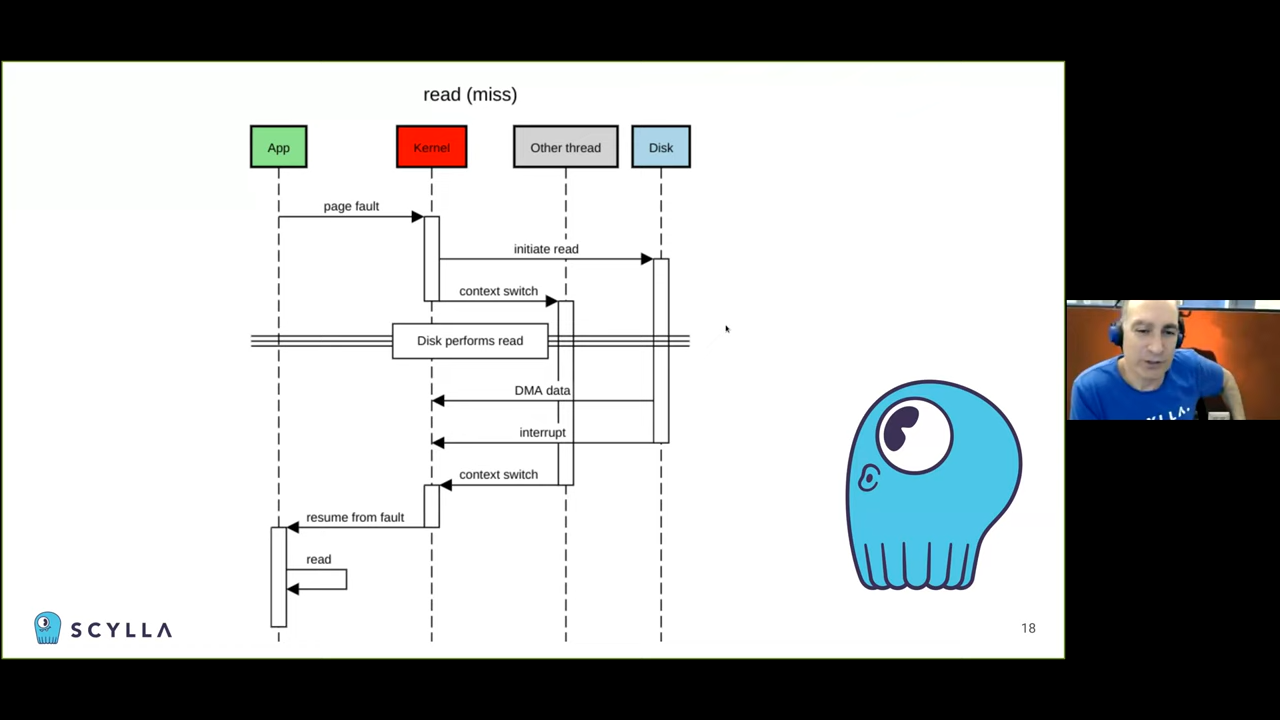 read (miss)
App
Kernel
Other thread
Disk
page fault
initiate read
context switch
Disk performs read
DMA data
interrupt
context switch
resume from fault
read
SCYLLA
18
SCYLLA.